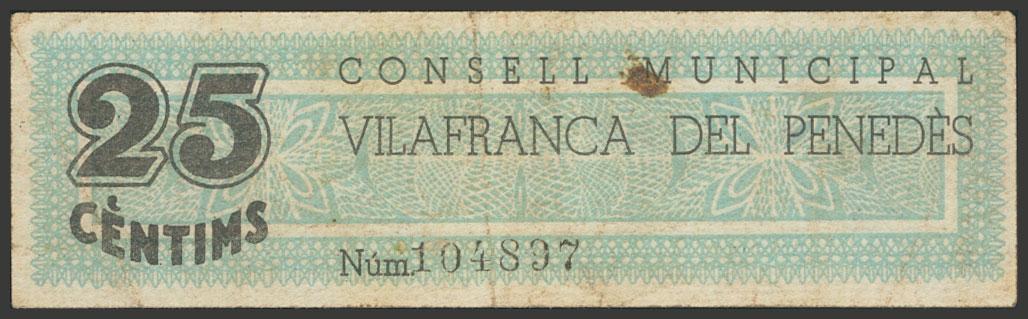 25
CÈNTIMS
CONSELL MUNICIPAL
VILAFRANCA DEL PENEDÈS
Núm. 104897